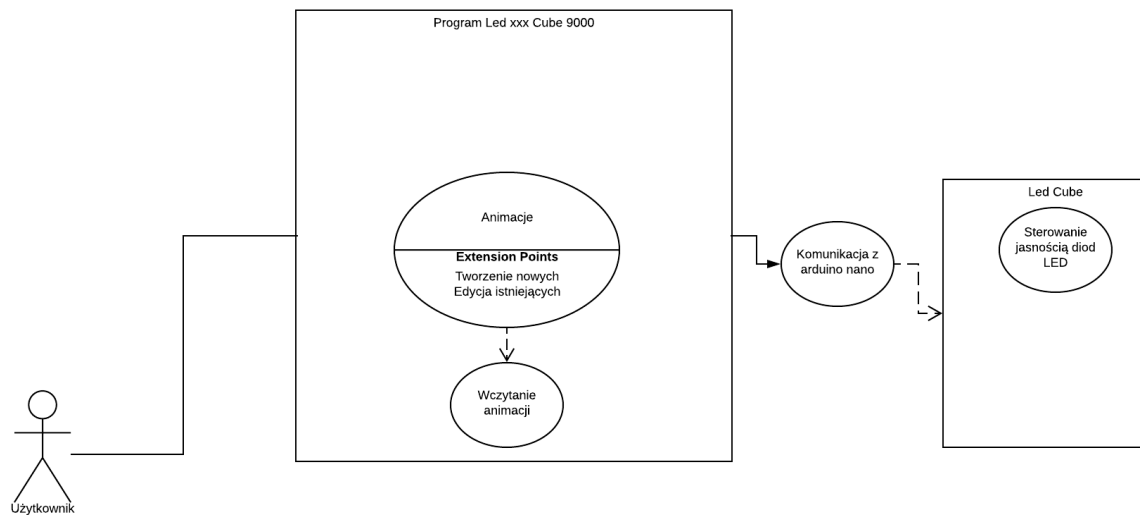 Program Led xxx Cube 9000
Animacje
Extension Points
Tworzenie nowych
Edycja istniejących
Wczytanie
animacji
Komunikacja z
arduino nano
Led Cube
Sterowanie
jasnością diod
LED
Użytkownik